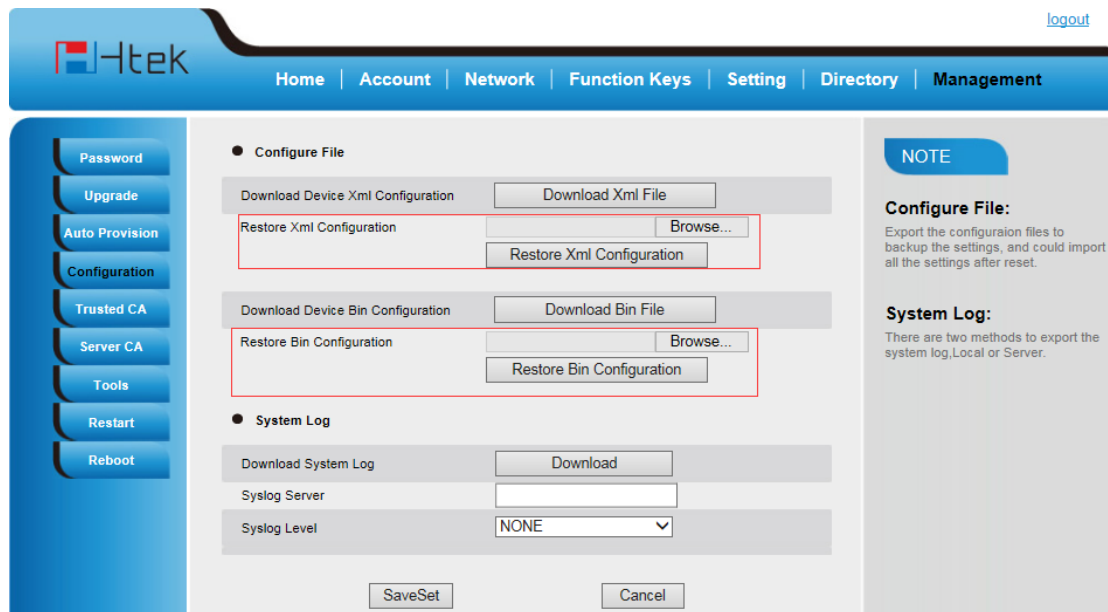 logout
Htek
Home | Account | Network | Function Keys | Setting | Directory | Management
Password
Upgrade
Auto Provision
Configuration
Trusted CA
Server CA
Tools
Restart
Reboot
Configure File
Download Device Xml Configuration
Download Xml File
Restore Xml Configuration
Browse...
Restore Xml Configuration
Download Device Bin Configuration
Download Bin File
Restore Bin Configuration
Browse...
Restore Bin Configuration
System Log
Download System Log
Download
Syslog Server
Syslog Level
NONE
SaveSet
Cancel
NOTE
Configure File:
Export the configuraion files to
backup the settings, and could import
all the settings after reset.
System Log:
There are two methods to export the
system log,Local or Server.